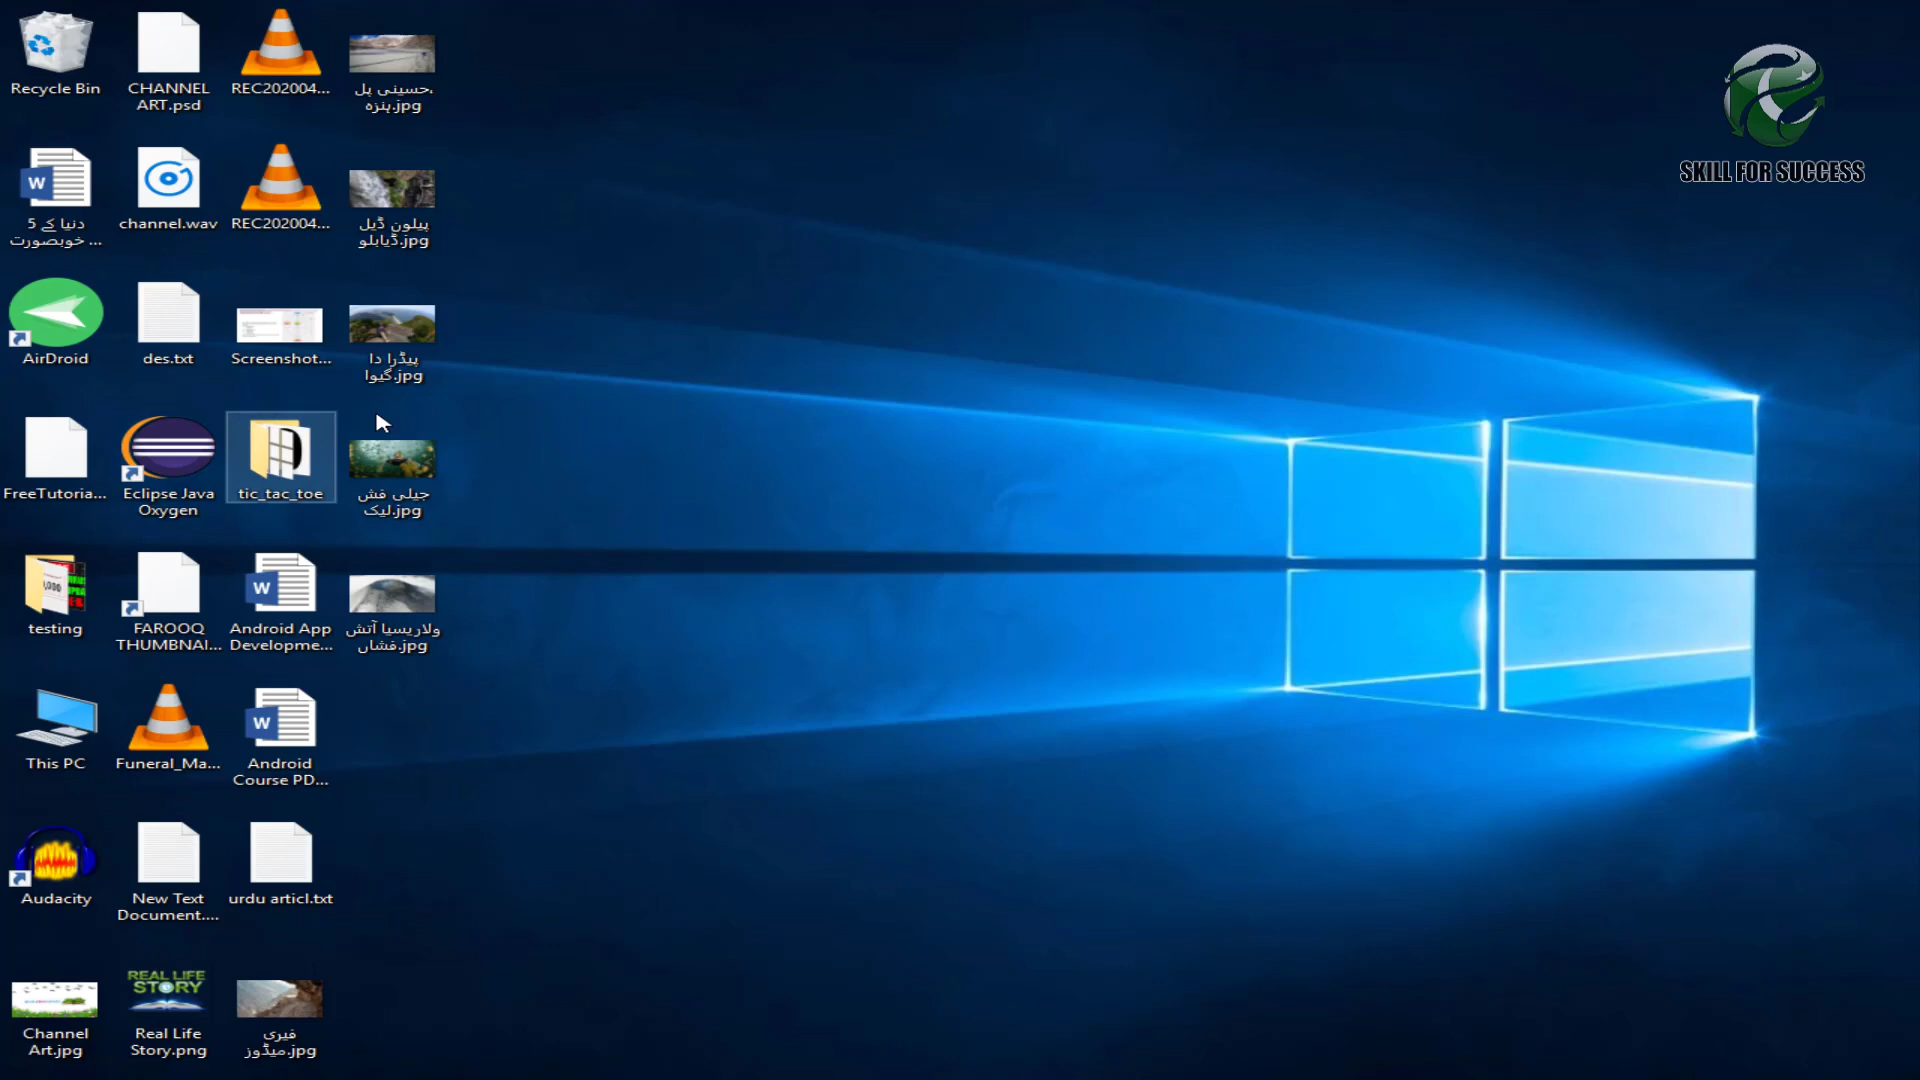 Recycle Bin
CHANNEL
ART.psd
REC202004...
REC202004...
حسینی پل،
ہنزہ.jpg
دنیا کے 5
خوبصورت ...
channel.wav
پیلون ڈیل
ڈیابلو.jpg
AirDroid
des.txt
Screenshot...
پیڈرا دا
گیوا.jpg
FreeTutoria...
Eclipse Java
Oxygen
tic_tac_toe
جیلی فش
لیک.jpg
testing
FAROOQ
THUMBNAI...
Android App
Developme...
ولاریسیا آتش
فشاں.jpg
This PC
Funeral_Ma...
Android
Course PD...
Audacity
New Text
Document....
urdu articl.txt
Channel
Art.jpg
REAL LIFE
STORY
Real Life
Story.png
فیری
میڈوز.jpg
SKILL FOR SUCCESS